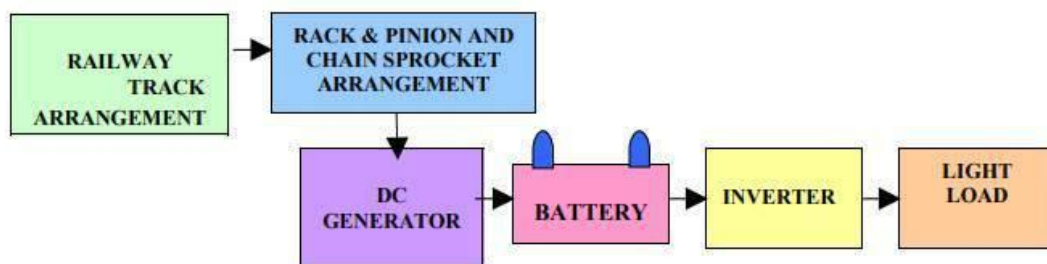 RAILWAY
TRACK
ARRANGEMENT
RACK & PINION AND
CHAIN SPROCKET
ARRANGEMENT
DC
GENERATOR
BATTERY
INVERTER
LIGHT
LOAD